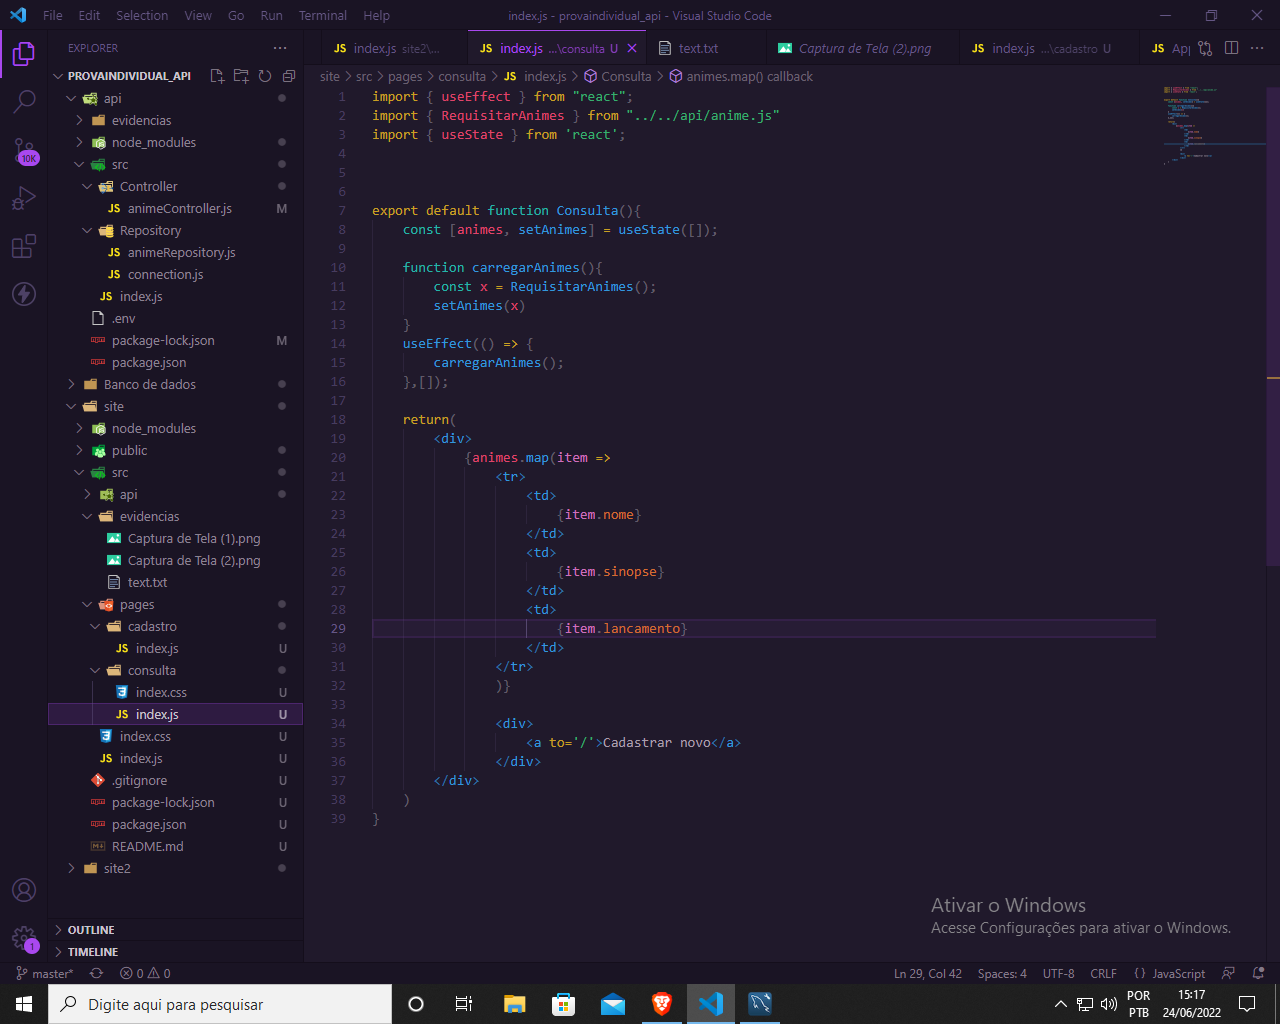 File Edit Selection View Go Run Terminal Help
index.js - provaindividual_api - Visual Studio Code
EXPLORER
PROVAINDIVIDUAL_API
api
evidencias
node_modules
src
Controller
animeController.js M
Repository
animeRepository.js
connection.js
index.js
.env
package-lock.json M
package.json
Banco de dados
site
node_modules
public
src
api
evidencias
Captura de Tela (1).png
Captura de Tela (2).png
text.txt
pages
cadastro
JS index.js U
consulta
index.css U
JS index.js U
index.css U
JS index.js U
.gitignore U
package-lock.json U
package.json U
README.md U
site2
OUTLINE
TIMELINE
10K
1
JS index.js site2\...
JS index.js ...\consulta U
text.txt
Captura de Tela (2).png
JS index.js ...\cadastro U
JS Ap
site > src > pages > consulta > JS index.js > Consulta > animes.map() callback
1 import { useEffect } from "react";
2 import { RequisitarAnimes } from "../../api/anime.js"
3 import { useState } from 'react';
4
5
6
7 export default function Consulta(){
8 const [animes, setAnimes] = useState([]);
9
10 function carregarAnimes(){
11 const x = RequisitarAnimes();
12 setAnimes(x)
13 }
14 useEffect(() => {
15 carregarAnimes();
16 },[]);
17
18 return(
19 <div>
20 {animes.map(item =>
21 <tr>
22 <td>
23 {item.nome}
24 </td>
25 <td>
26 {item.sinopse}
27 </td>
28 <td>
29 {item.lancamento}
30 </td>
31 </tr>
32 )}
33
34 <div>
35 <a to='/'>Cadastrar novo</a>
36 </div>
37 </div>
38 )
39 }
Ativar o Windows
Acesse Configurações para ativar o Windows.
master* 0 0
Ln 29, Col 42 Spaces: 4 UTF-8 CRLF {} JavaScript
Digite aqui para pesquisar
POR
PTB
15:17
24/06/2022